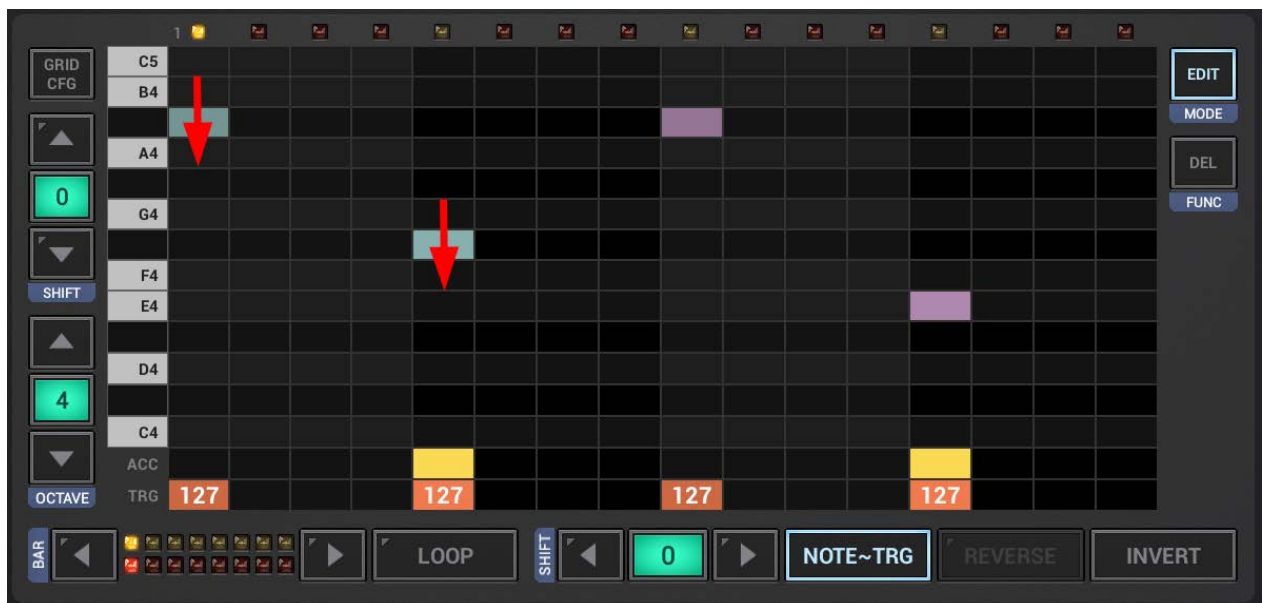 1
GRID
CFG
C5
EDIT
B4
MODE
A4
DEL
0
G4
FUNC
F4
SHIFT
E4
D4
4
C4
ACC
OCTAVE
TRG 127 127 127 127
BAR
LOOP
SHIFT
0
NOTE~TRG
REVERSE
INVERT